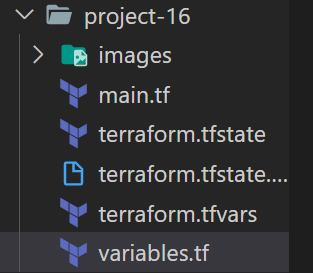 project-16
images
main.tf
terraform.tfstate
terraform.tfstate....
terraform.tfvars
variables.tf